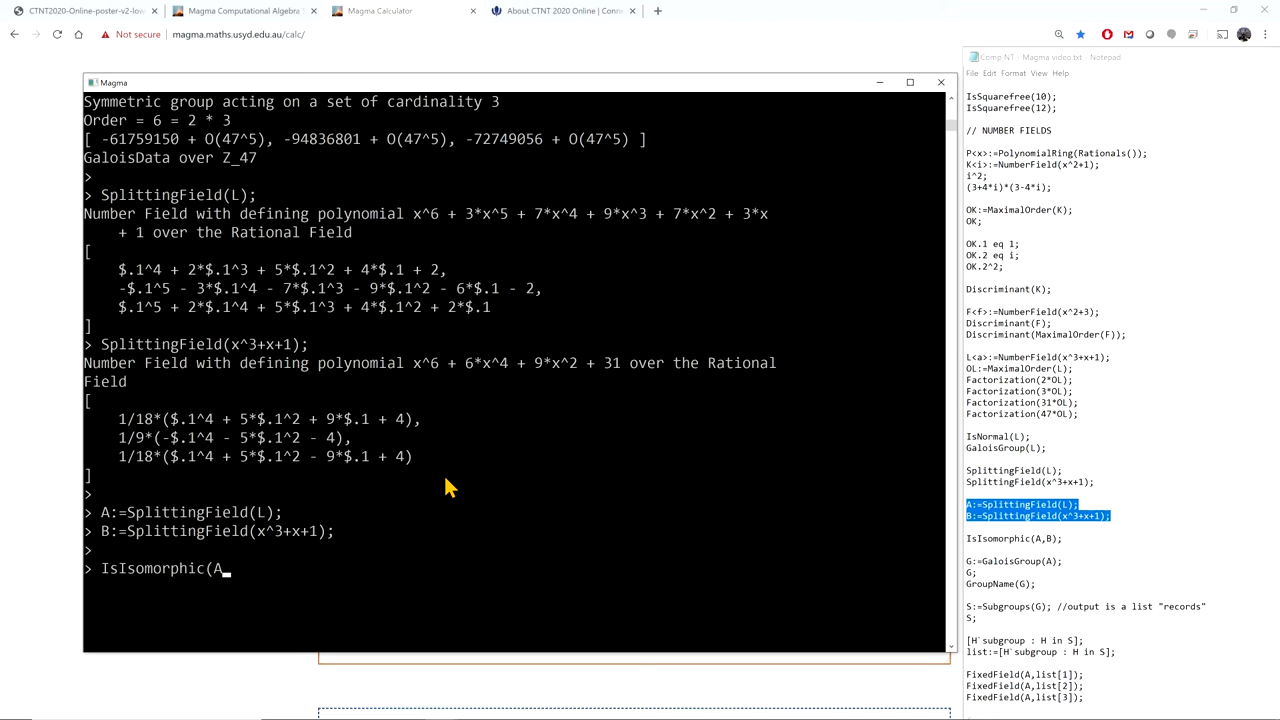 CTNT2020-Online-poster-v2-low
Magma Computational Algebra S
Magma Calculator
About CTNT 2020 Online | Conn
Not secure
magma.maths.usyd.edu.au/calc/
Magma
Symmetric group acting on a set of cardinality 3
Order = 6 = 2 * 3
[ -61759150 + O(47^5), -94836801 + O(47^5), -72749056 + O(47^5) ]
GaloisData over Z_47
>
> SplittingField(L);
Number Field with defining polynomial x^6 + 3*x^5 + 7*x^4 + 9*x^3 + 7*x^2 + 3*x
+ 1 over the Rational Field
[
$.1^4 + 2*$.1^3 + 5*$.1^2 + 4*$.1 + 2,
-$.1^5 - 3*$.1^4 - 7*$.1^3 - 9*$.1^2 - 6*$.1 - 2,
$.1^5 + 2*$.1^4 + 5*$.1^3 + 4*$.1^2 + 2*$.1
]
> SplittingField(x^3+x+1);
Number Field with defining polynomial x^6 + 6*x^4 + 9*x^2 + 31 over the Rational
Field
[
1/18*($.1^4 + 5*$.1^2 + 9*$.1 + 4),
1/9*(-$.1^4 - 5*$.1^2 - 4),
1/18*($.1^4 + 5*$.1^2 - 9*$.1 + 4)
]
>
> A:=SplittingField(L);
> B:=SplittingField(x^3+x+1);
>
> IsIsomorphic(A_
Comp NT - Magma video.txt - Notepad
File Edit Format View Help
IsSquarefree(10);
IsSquarefree(12);
// NUMBER FIELDS
P<x>:=PolynomialRing(Rationals());
K<i>:=NumberField(x^2+1);
i^2;
(3+4*i)*(3-4*i);
OK:=MaximalOrder(K);
OK;
OK.1 eq 1;
OK.2 eq i;
OK.2^2;
Discriminant(K);
F<f>:=NumberField(x^2+3);
Discriminant(F);
Discriminant(MaximalOrder(F));
L<a>:=NumberField(x^3+x+1);
OL:=MaximalOrder(L);
Factorization(2*OL);
Factorization(3*OL);
Factorization(31*OL);
Factorization(47*OL);
IsNormal(L);
GaloisGroup(L);
SplittingField(L);
SplittingField(x^3+x+1);
A:=SplittingField(L);
B:=SplittingField(x^3+x+1);
IsIsomorphic(A,B);
G:=GaloisGroup(A);
G;
GroupName(G);
S:=Subgroups(G); //output is a list "records"
S;
[H`subgroup : H in S];
list:=[H`subgroup : H in S];
FixedField(A,list[1]);
FixedField(A,list[2]);
FixedField(A,list[3]);